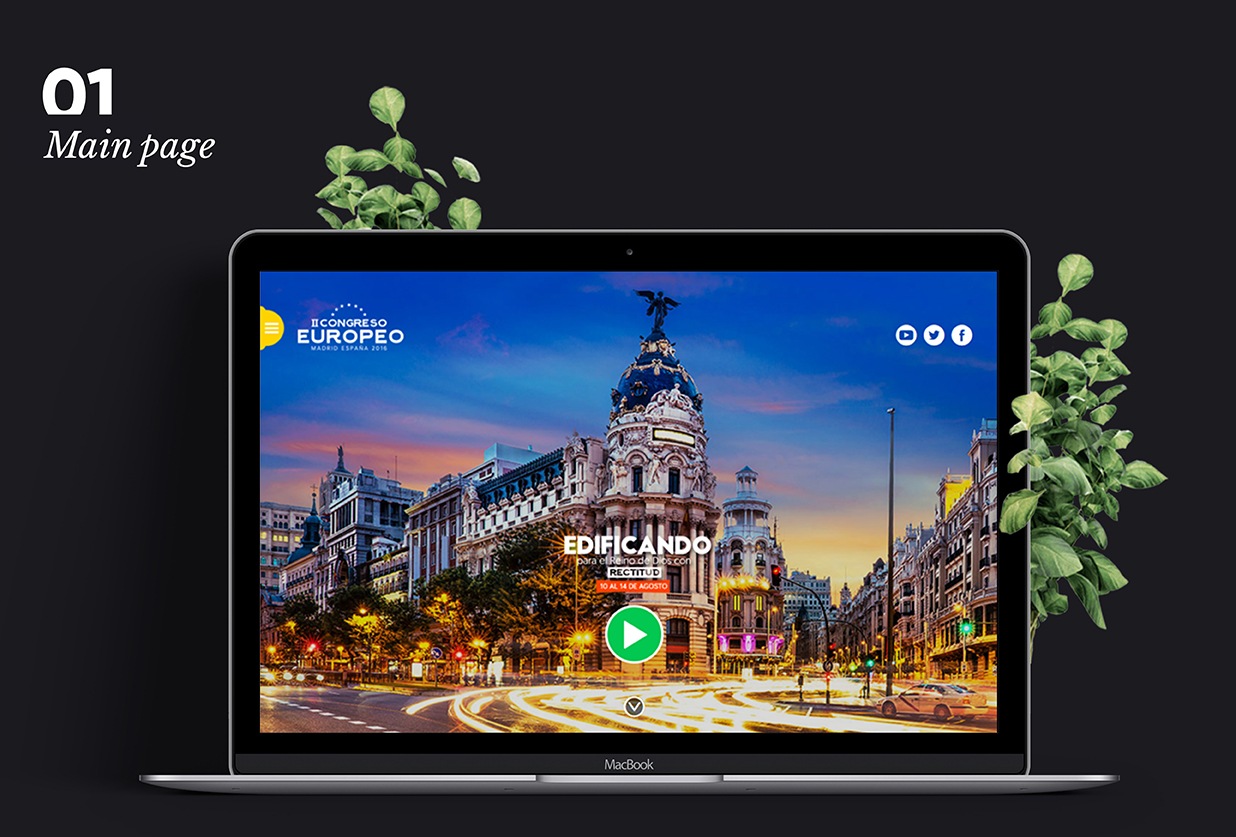 01
Main page
II CONGRESO
EUROPEO
MADRID ESPAÑA 2016
EDIFICANDO
para el Reino de Dios con
RECTITUD
10 AL 14 DE AGOSTO
MacBook